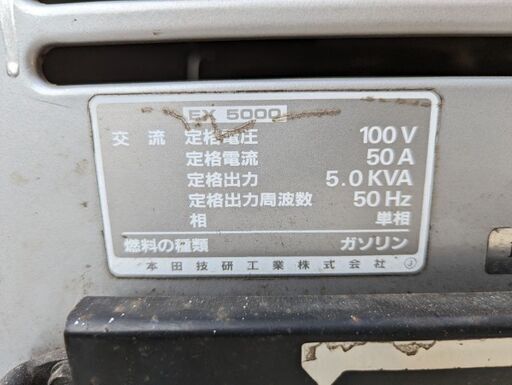 EX 5000
交流 定格電圧 100V
定格電流 50A
定格出力 5.0KVA
定格出力周波数 50Hz
相 単相
燃料の種類 ガソリン
本田技研工業株式会社 Ⓙ